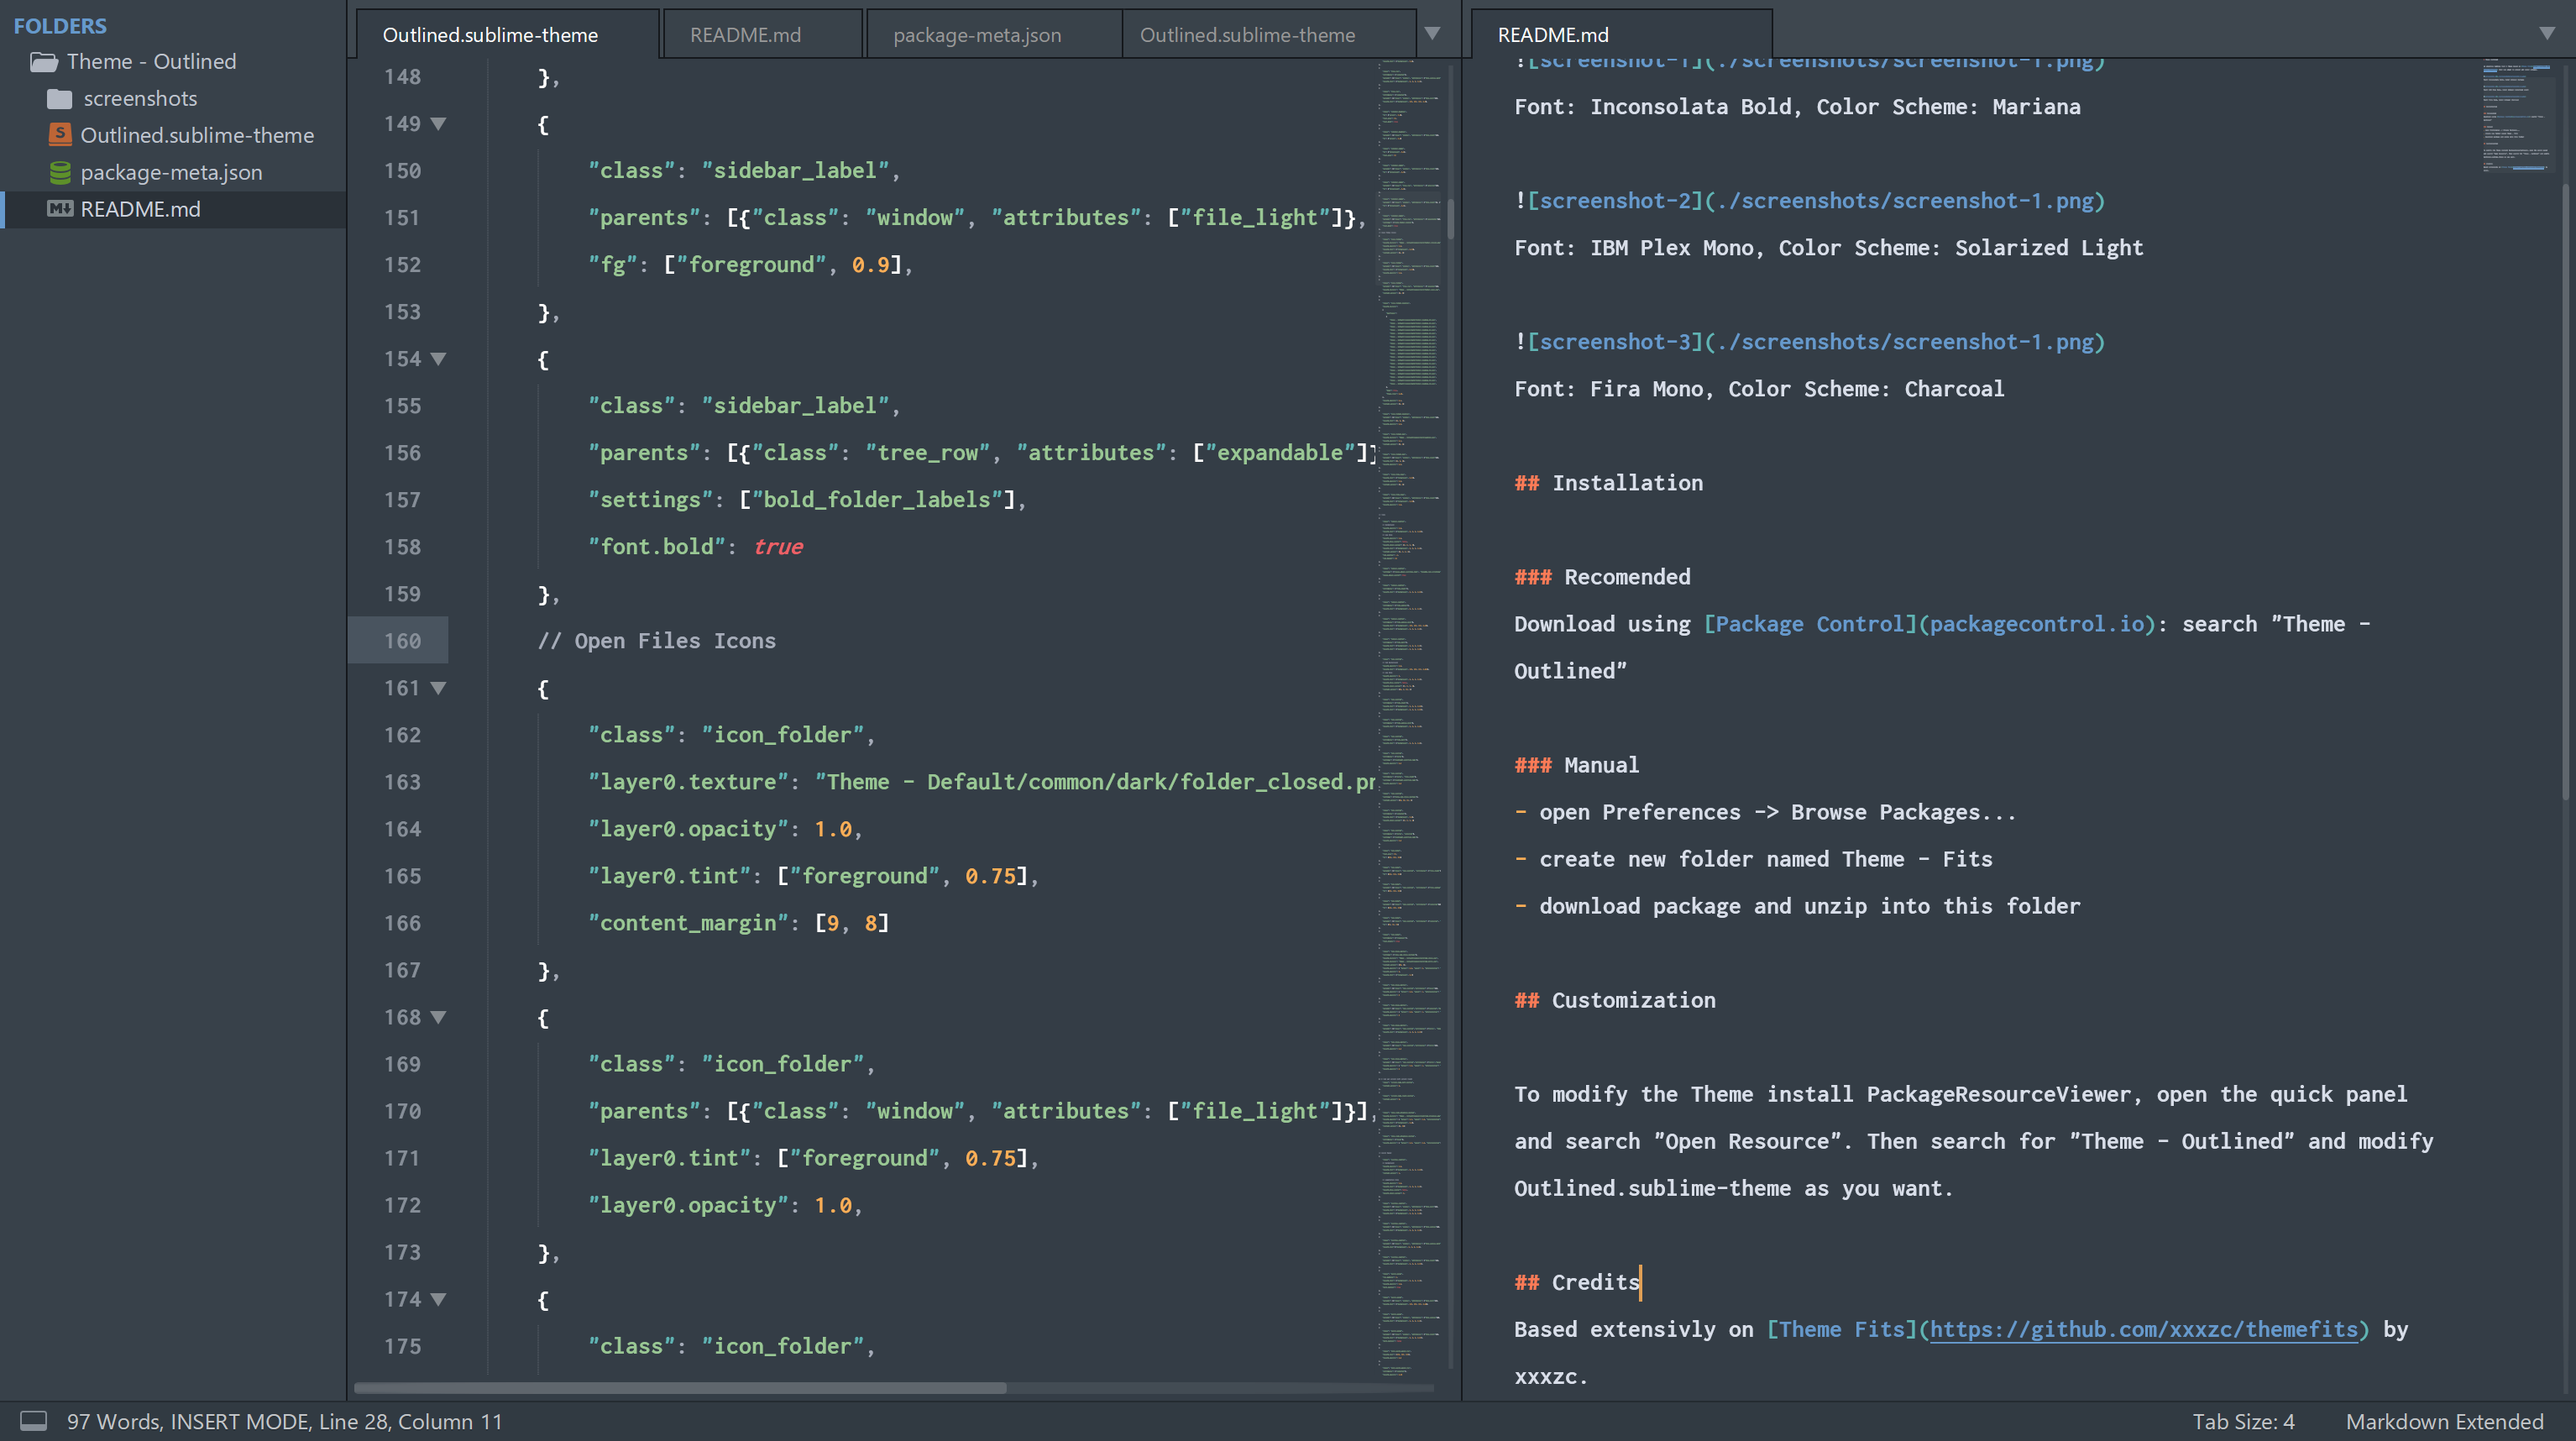 FOLDERS
Theme - Outlined
screenshots
Outlined.sublime-theme
package-meta.json
README.md
Outlined.sublime-theme
README.md
package-meta.json
Outlined.sublime-theme
148 },
149 {
150 "class": "sidebar_label",
151 "parents": [{"class": "window", "attributes": ["file_light"]},
152 "fg": ["foreground", 0.9],
153 },
154 {
155 "class": "sidebar_label",
156 "parents": [{"class": "tree_row", "attributes": ["expandable"]}
157 "settings": ["bold_folder_labels"],
158 "font.bold": true
159 },
160 // Open Files Icons
161 {
162 "class": "icon_folder",
163 "layer0.texture": "Theme - Default/common/dark/folder_closed.pn
164 "layer0.opacity": 1.0,
165 "layer0.tint": ["foreground", 0.75],
166 "content_margin": [9, 8]
167 },
168 {
169 "class": "icon_folder",
170 "parents": [{"class": "window", "attributes": ["file_light"]}],
171 "layer0.tint": ["foreground", 0.75],
172 "layer0.opacity": 1.0,
173 },
174 {
175 "class": "icon_folder",
README.md
![screenshot-1](./screenshots/screenshot-1.png)
Font: Inconsolata Bold, Color Scheme: Mariana
![screenshot-2](./screenshots/screenshot-1.png)
Font: IBM Plex Mono, Color Scheme: Solarized Light
![screenshot-3](./screenshots/screenshot-1.png)
Font: Fira Mono, Color Scheme: Charcoal
## Installation
### Recomended
Download using [Package Control](packagecontrol.io): search "Theme -
Outlined"
### Manual
- open Preferences -> Browse Packages...
- create new folder named Theme - Fits
- download package and unzip into this folder
## Customization
To modify the Theme install PackageResourceViewer, open the quick panel
and search "Open Resource". Then search for "Theme - Outlined" and modify
Outlined.sublime-theme as you want.
## Credits
Based extensivly on [Theme Fits](https://github.com/xxxzc/themefits) by
xxxzc.
97 Words, INSERT MODE, Line 28, Column 11
Tab Size: 4
Markdown Extended